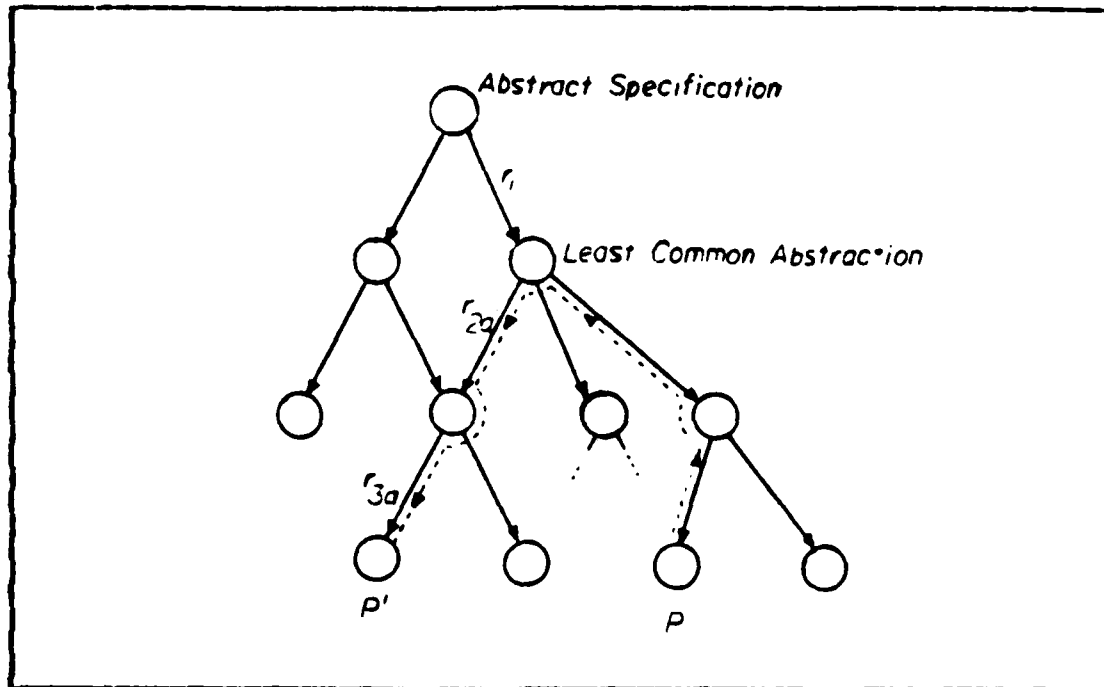 Abstract Specification
r1
Least Common Abstraction
r2a
r3a
P'
P